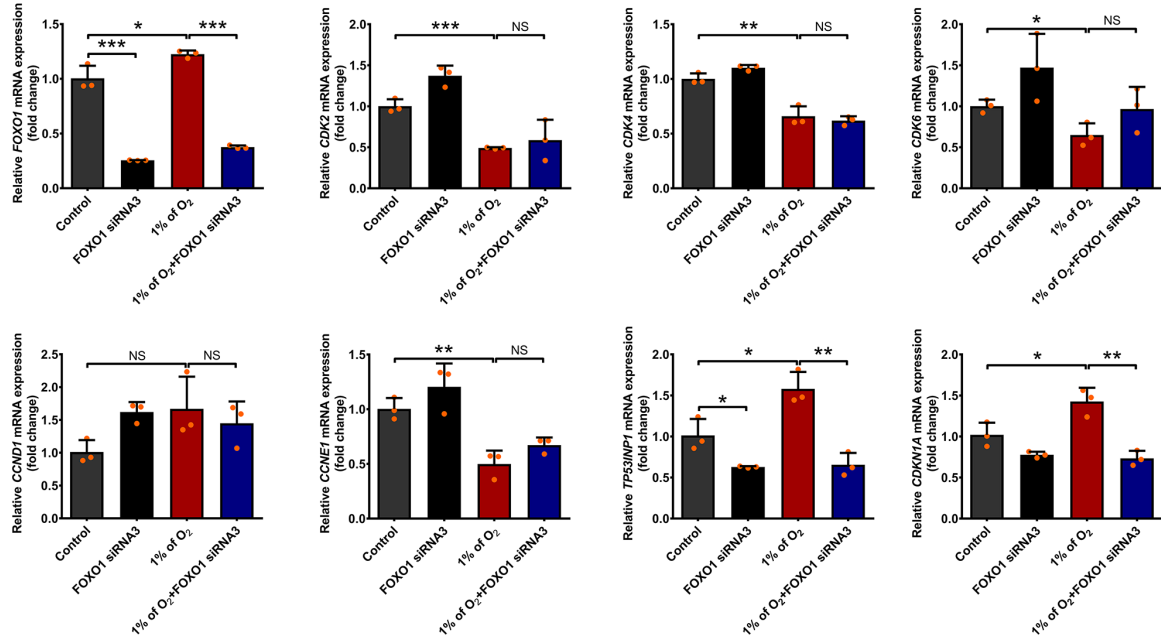 Relative FOXO1 mRNA expression
(fold change)
1.5
1.0
0.5
0.0
*
***
***
Control
FOXO1 siRNA3
1% of O₂
1% of O₂+FOXO1 siRNA3
Relative CDK2 mRNA expression
(fold change)
2.0
1.5
1.0
0.5
0.0
***
NS
Control
FOXO1 siRNA3
1% of O₂
1% of O₂+FOXO1 siRNA3
Relative CDK4 mRNA expression
(fold change)
1.5
1.0
0.5
0.0
**
NS
Control
FOXO1 siRNA3
1% of O₂
1% of O₂+FOXO1 siRNA3
Relative CDK6 mRNA expression
(fold change)
2.0
1.5
1.0
0.5
0.0
*
NS
Control
FOXO1 siRNA3
1% of O₂
1% of O₂+FOXO1 siRNA3
Relative CCND1 mRNA expression
(fold change)
2.5
2.0
1.5
1.0
0.5
0.0
NS
NS
Control
FOXO1 siRNA3
1% of O₂
1% of O₂+FOXO1 siRNA3
Relative CCNE1 mRNA expression
(fold change)
1.5
1.0
0.5
0.0
**
NS
Control
FOXO1 siRNA3
1% of O₂
1% of O₂+FOXO1 siRNA3
Relative TP53INP1 mRNA expression
(fold change)
2.0
1.5
1.0
0.5
0.0
*
**
*
Control
FOXO1 siRNA3
1% of O₂
1% of O₂+FOXO1 siRNA3
Relative CDKN1A mRNA expression
(fold change)
2.0
1.5
1.0
0.5
0.0
*
**
Control
FOXO1 siRNA3
1% of O₂
1% of O₂+FOXO1 siRNA3